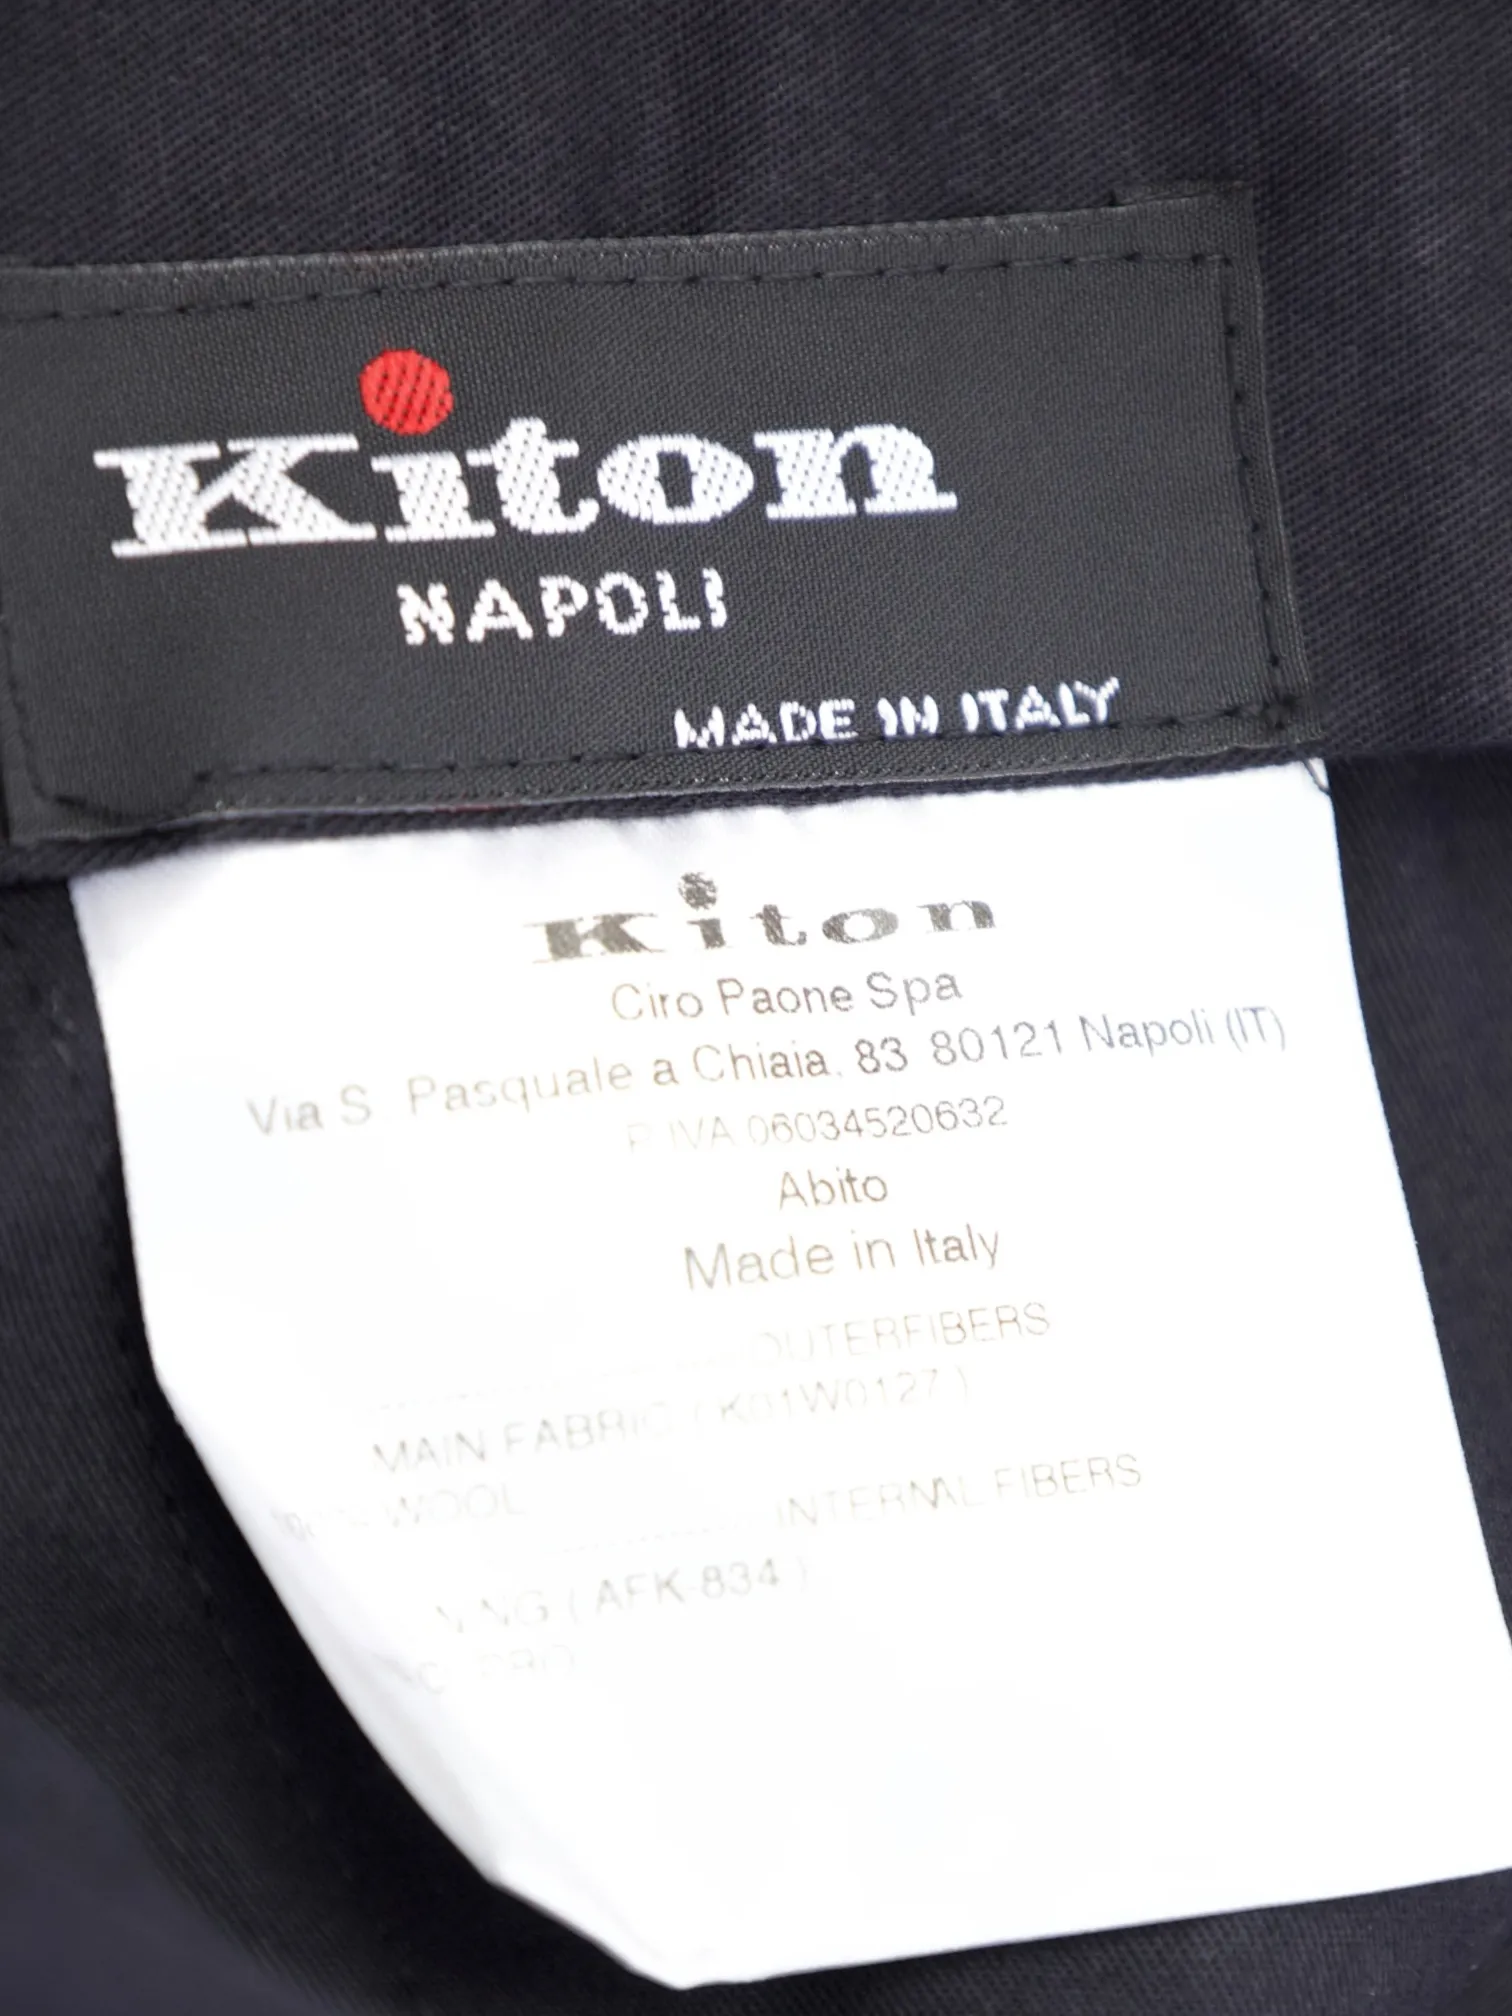 Kiton
NAPOLI
MADE IN ITALY
Kiton
Ciro Paone Spa
Via S. Pasquale a Chiaia, 83 80121 Napoli (IT)
P. IVA 06034520632
Abito
Made in Italy
OUTERFIBERS
MAIN FABRIC ( K01W0127 )
WOOL
INTERNAL FIBERS
( AFK-834 )